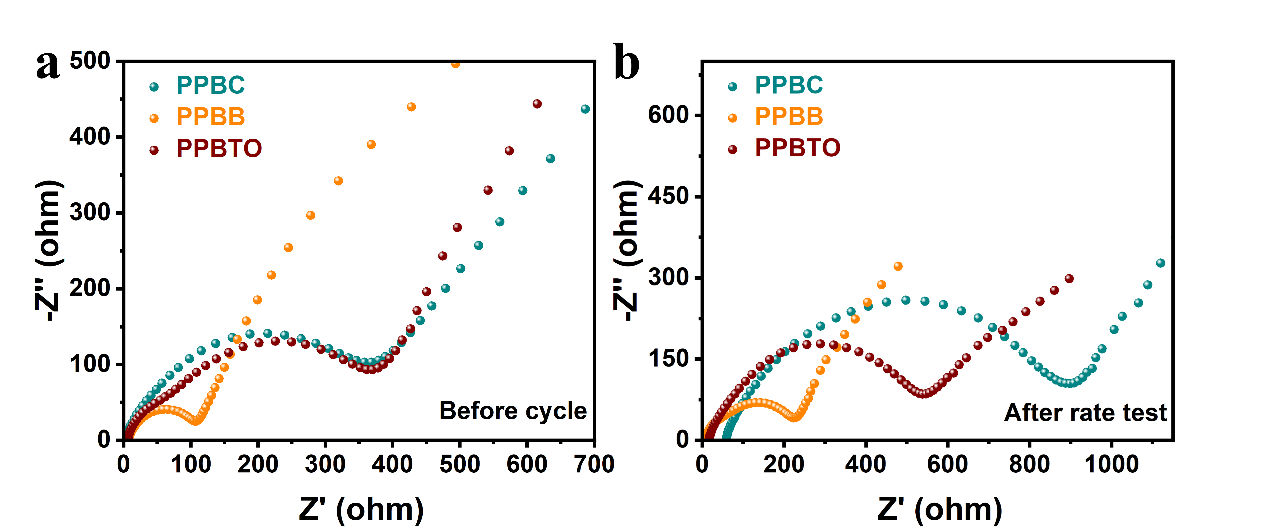 a
500
400
300
200
100
0
-Z'' (ohm)
PPBC
PPBB
PPBTO
Before cycle
0 100 200 300 400 500 600 700
Z' (ohm)
b
600
450
300
150
0
-Z'' (ohm)
PPBC
PPBB
PPBTO
After rate test
0 200 400 600 800 1000
Z' (ohm)